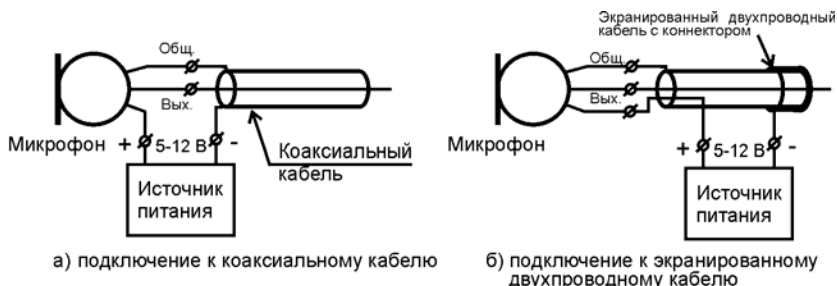 Общ.
Вых.
Микрофон
+ 5-12 В -
Коаксиальный
кабель
Источник
питания
а) подключение к коаксиальному кабелю
Экранированный двухпроводный
кабель с коннектором
Общ.
Вых.
Микрофон
+ 5-12 В -
Источник
питания
б) подключение к экранированному
двухпроводному кабелю